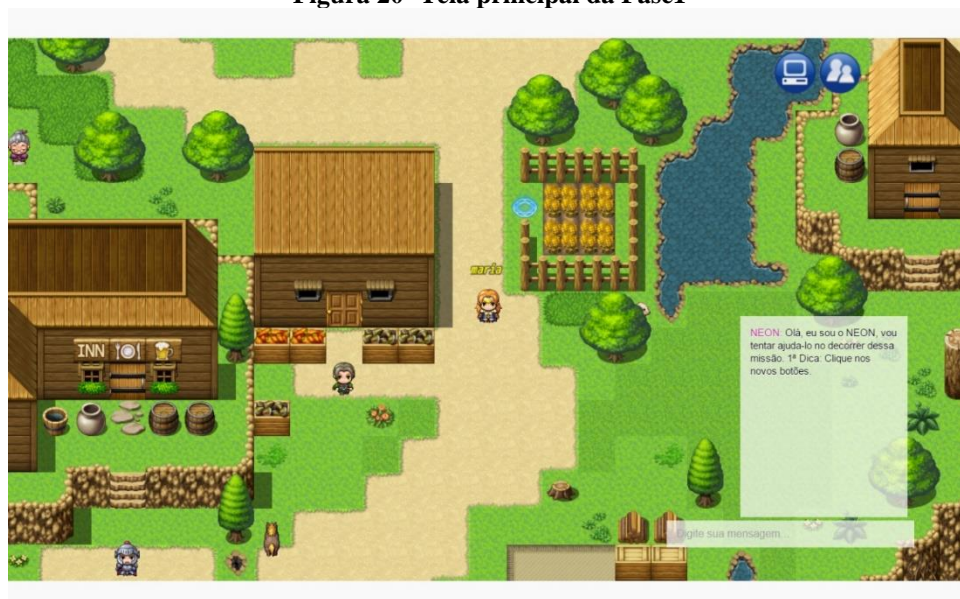 Figura 20- Tela principal da Fase1
maria
INN
NEON: Olá, eu sou o NEON, vou
tentar ajuda-lo no decorrer dessa
missão. 1ª Dica: Clique nos
novos botões.
Digite sua mensagem...